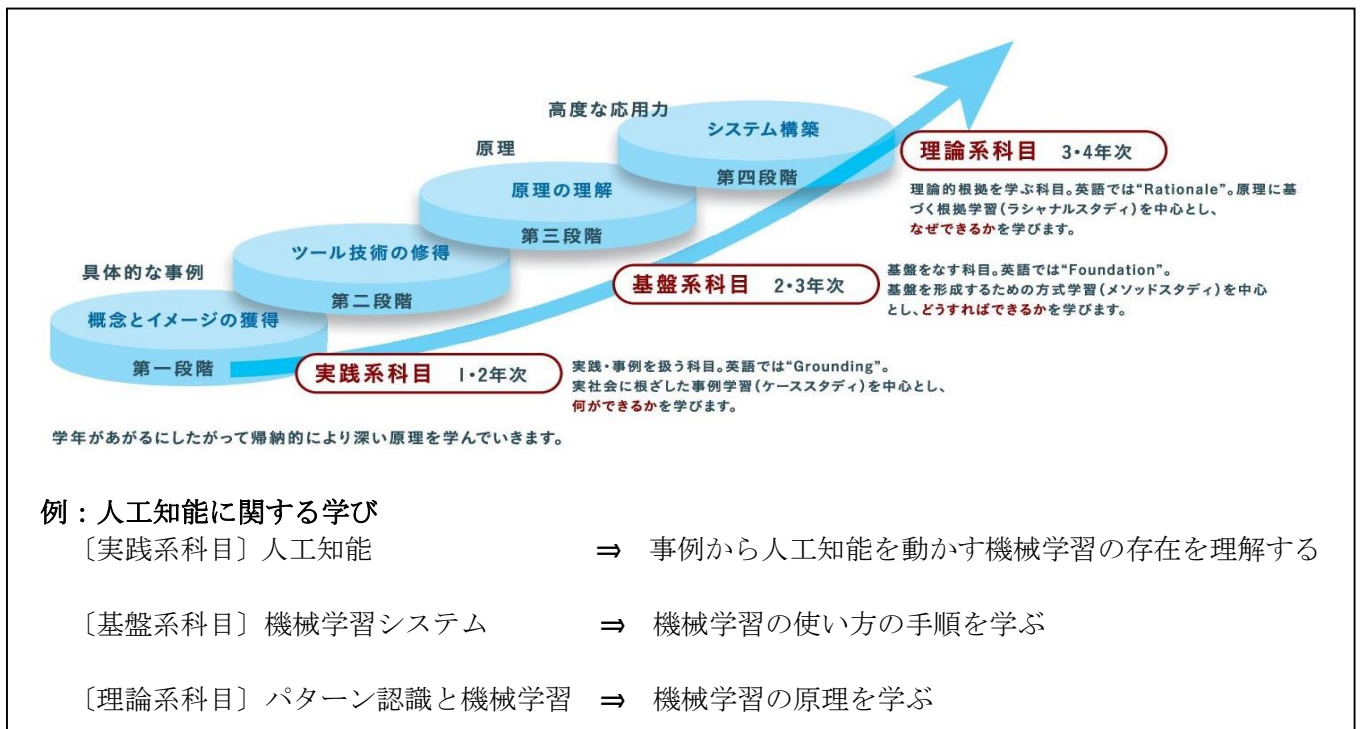 高度な応用力
システム構築
第四段階
理論系科目 3・4年次
理論的根拠を学ぶ科目。英語では“Rationale”。原理に基
づく根拠学習(ラシャナルスタディ)を中心とし、
なぜできるかを学びます。
原理
原理の理解
第三段階
基盤系科目 2・3年次
基盤をなす科目。英語では“Foundation”。
基盤を形成するための方式学習(メソッドスタディ)を中心
とし、どうすればできるかを学びます。
ツール技術の修得
第二段階
具体的な事例
概念とイメージの獲得
第一段階
実践系科目 1・2年次
実践・事例を扱う科目。英語では“Grounding”。
実社会に根ざした事例学習(ケーススタディ)を中心とし、
何ができるかを学びます。
学年があがるにしたがって帰納的により深い原理を学んでいきます。
例：人工知能に関する学び
〔実践系科目〕人工知能 ⇒ 事例から人工知能を動かす機械学習の存在を理解する
〔基盤系科目〕機械学習システム ⇒ 機械学習の使い方の手順を学ぶ
〔理論系科目〕パターン認識と機械学習 ⇒ 機械学習の原理を学ぶ